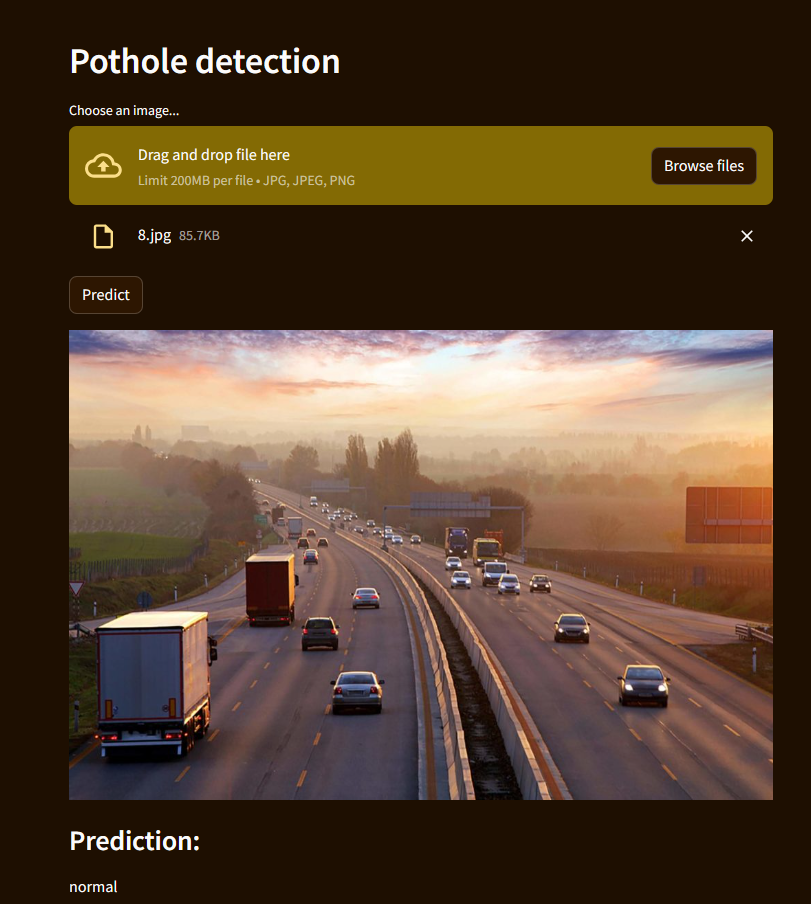 Pothole detection
Choose an image...
Drag and drop file here
Limit 200MB per file • JPG, JPEG, PNG
Browse files
8.jpg 85.7KB
Predict
Prediction:
normal